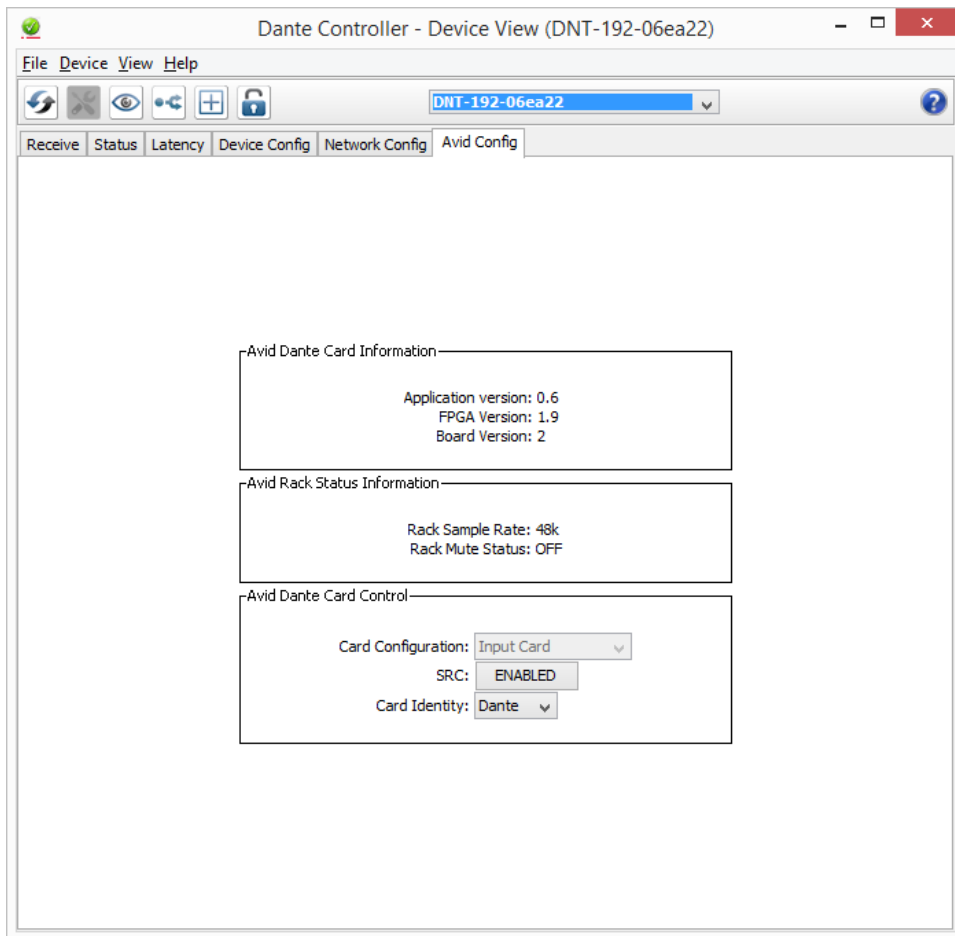 Dante Controller - Device View (DNT-192-06ea22)
File Device View Help
DNT-192-06ea22
Receive Status Latency Device Config Network Config Avid Config
Avid Dante Card Information
Application version: 0.6
FPGA Version: 1.9
Board Version: 2
Avid Rack Status Information
Rack Sample Rate: 48k
Rack Mute Status: OFF
Avid Dante Card Control
Card Configuration: Input Card
SRC: ENABLED
Card Identity: Dante